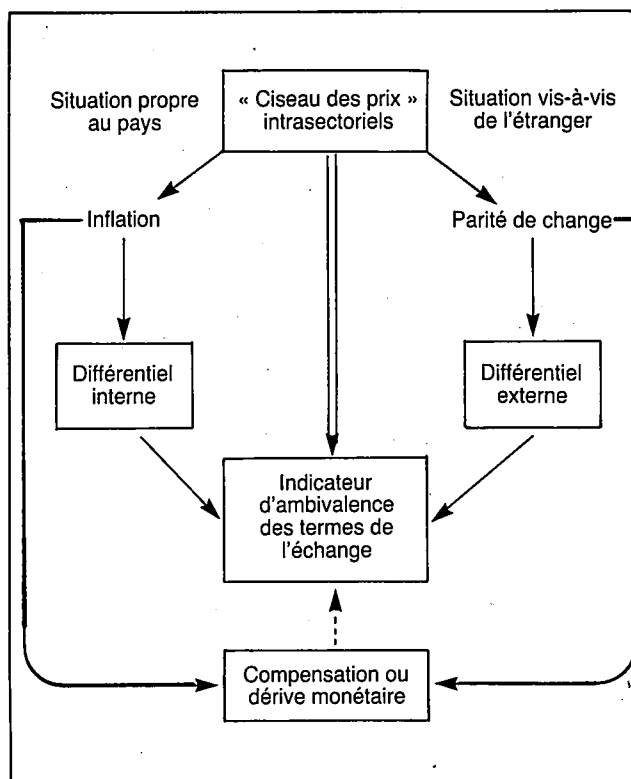 Situation propre
au pays
« Ciseau des prix »
intrasectoriels
Situation vis-à-vis
de l'étranger
Inflation
Parité de change
Différentiel
interne
Différentiel
externe
Indicateur
d'ambivalence
des termes de
l'échange
Compensation ou
dérive monétaire